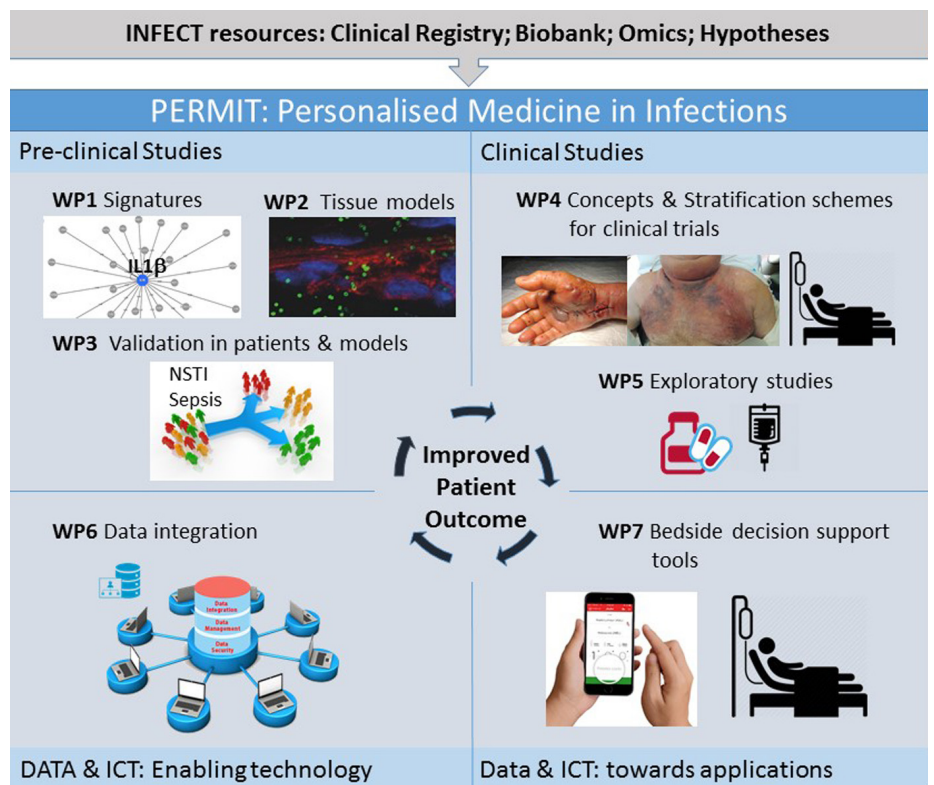 INFECT resources: Clinical Registry; Biobank; Omics; Hypotheses
PERMIT: Personalised Medicine in Infections
Pre-clinical Studies
Clinical Studies
WP1 Signatures
IL1β
WP2 Tissue models
WP3 Validation in patients & models
NSTI
Sepsis
WP4 Concepts & Stratification schemes
for clinical trials
WP5 Exploratory studies
Improved
Patient
Outcome
WP6 Data integration
Data
Integration
Data
Management
Data
Security
WP7 Bedside decision support
tools
DATA & ICT: Enabling technology
Data & ICT: towards applications